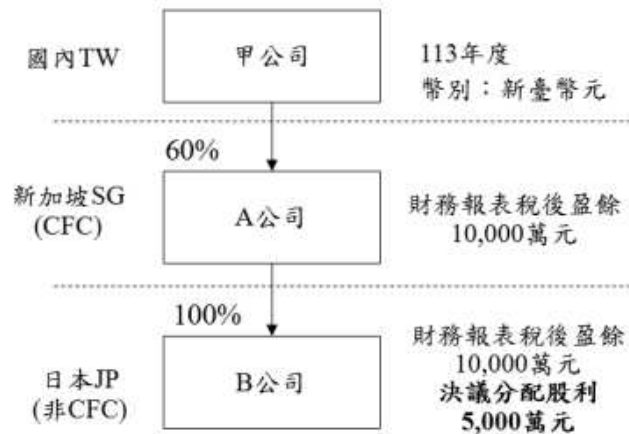 國內TW
甲公司
113年度
幣別：新臺幣元
60%
新加坡SG
(CFC)
A公司
財務報表稅後盈餘
10,000萬元
100%
日本JP
(非CFC)
B公司
財務報表稅後盈餘
10,000萬元
決議分配股利
5,000萬元